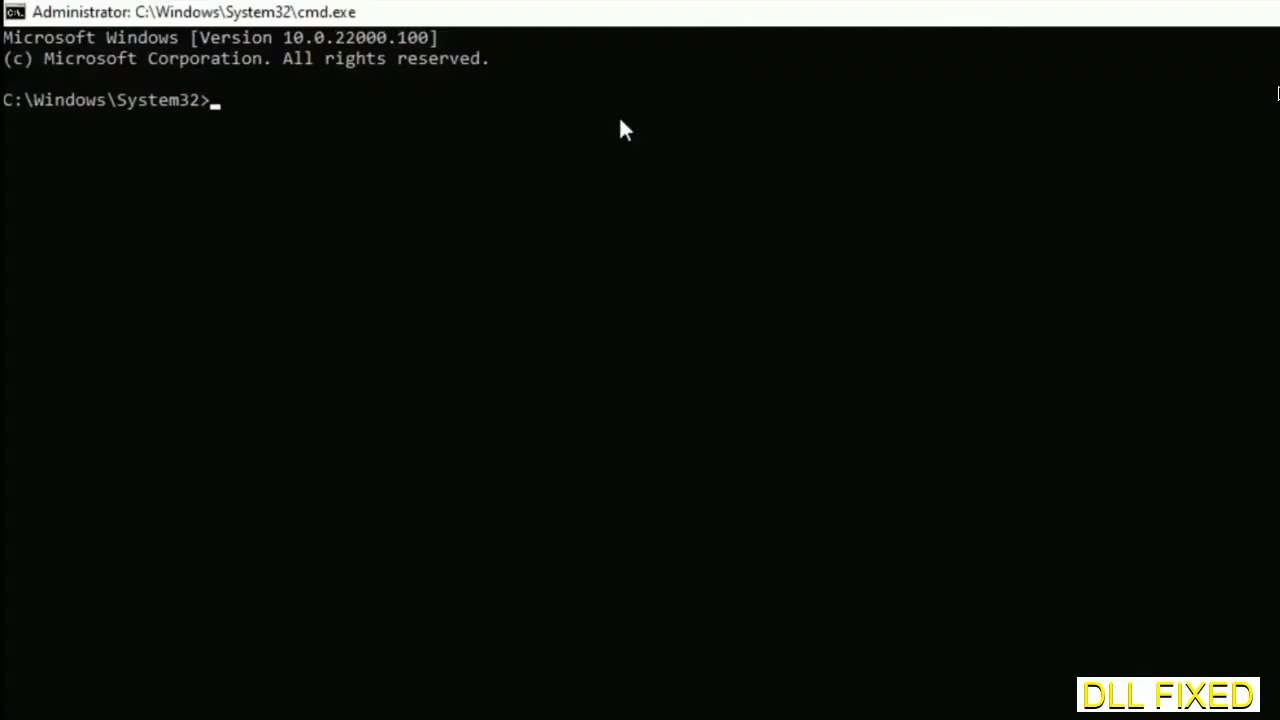 Administrator: C:\Windows\System32\cmd.exe
Microsoft Windows [Version 10.0.22000.100]
(c) Microsoft Corporation. All rights reserved.
C:\Windows\System32>
DLL FIXED